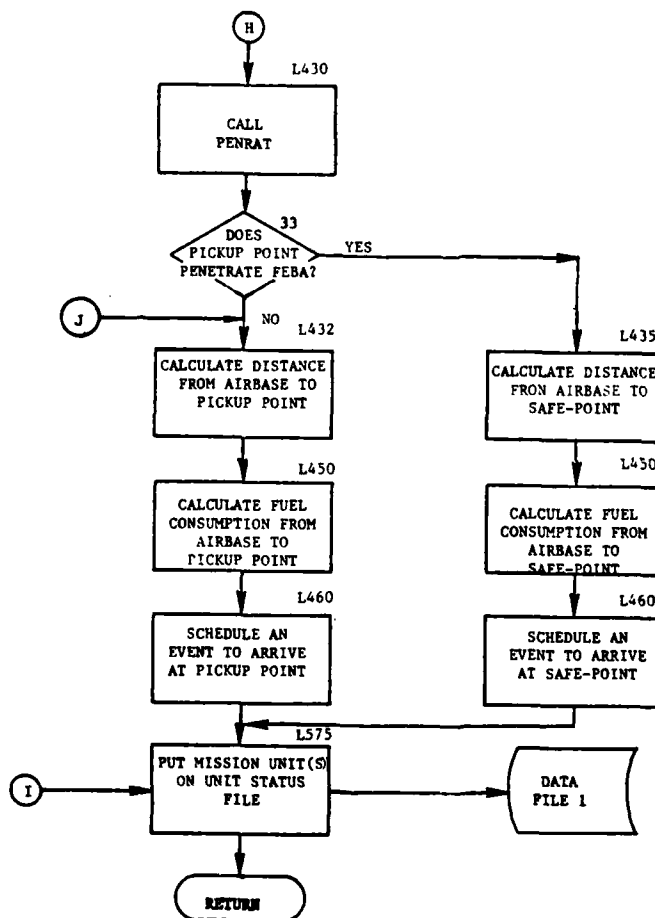 H
L430
CALL
PENRAT
33
DOES
PICKUP POINT
PENETRATE FEBA?
YES
NO
J
L432
CALCULATE DISTANCE
FROM AIRBASE TO
PICKUP POINT
L435
CALCULATE DISTANCE
FRON AIRBASE TO
SAFE-POINT
L450
CALCULATE FUEL
CONSUMPTION FROM
AIRBASE TO
PICKUP POINT
L450
CALCULATE FUEL
CONSUMPTION FROM
AIRBASE TO
SAFE-POINT
L460
SCHEDULE AN
EVENT TO ARRIVE
AT PICKUP POINT
L460
SCHEDULE AN
EVENT TO ARRIVE
AT SAFE-POINT
L575
PUT MISSION UNIT(S)
ON UNIT STATUS
FILE
I
DATA
FILE 1
RETURN